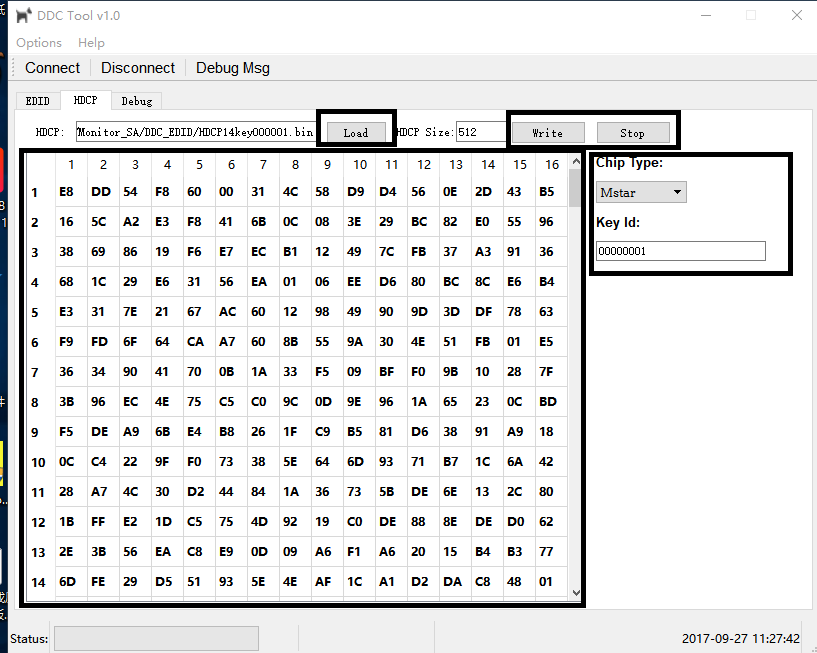 DDC Tool v1.0
Options Help
Connect Disconnect Debug Msg
EDID HDCP Debug
HDCP: Monitor_SA/DDC_EDID/HDCP14key000001.bin Load HDCP Size: 512 Write Stop
1 2 3 4 5 6 7 8 9 10 11 12 13 14 15 16
1 E8 DD 54 F8 60 00 31 4C 58 D9 D4 56 0E 2D 43 B5
2 16 5C A2 E3 F8 41 6B 0C 08 3E 29 BC 82 E0 55 96
3 38 69 86 19 F6 E7 EC B1 12 49 7C FB 37 A3 91 36
4 68 1C 29 E6 31 56 EA 01 06 EE D6 80 BC 8C E6 B4
5 E3 31 7E 21 67 AC 60 12 98 49 90 9D 3D DF 78 63
6 F9 FD 6F 64 CA A7 60 8B 55 9A 30 4E 51 FB 01 E5
7 36 34 90 41 70 0B 1A 33 F5 09 BF F0 9B 10 28 7F
8 3B 96 EC 4E 75 C5 C0 9C 0D 9E 96 1A 65 23 0C BD
9 F5 DE A9 6B E4 B8 26 1F C9 B5 81 D6 38 91 A9 18
10 0C C4 22 9F F0 73 38 5E 64 6D 93 71 B7 1C 6A 42
11 28 A7 4C 30 D2 44 84 1A 36 73 5B DE 6E 13 2C 80
12 1B FF E2 1D C5 75 4D 92 19 C0 DE 88 8E DE D0 62
13 2E 3B 56 EA C8 E9 0D 09 A6 F1 A6 20 15 B4 B3 77
14 6D FE 29 D5 51 93 5E 4E AF 1C A1 D2 DA C8 48 01
Chip Type:
Mstar
Key Id:
00000001
Status: 2017-09-27 11:27:42